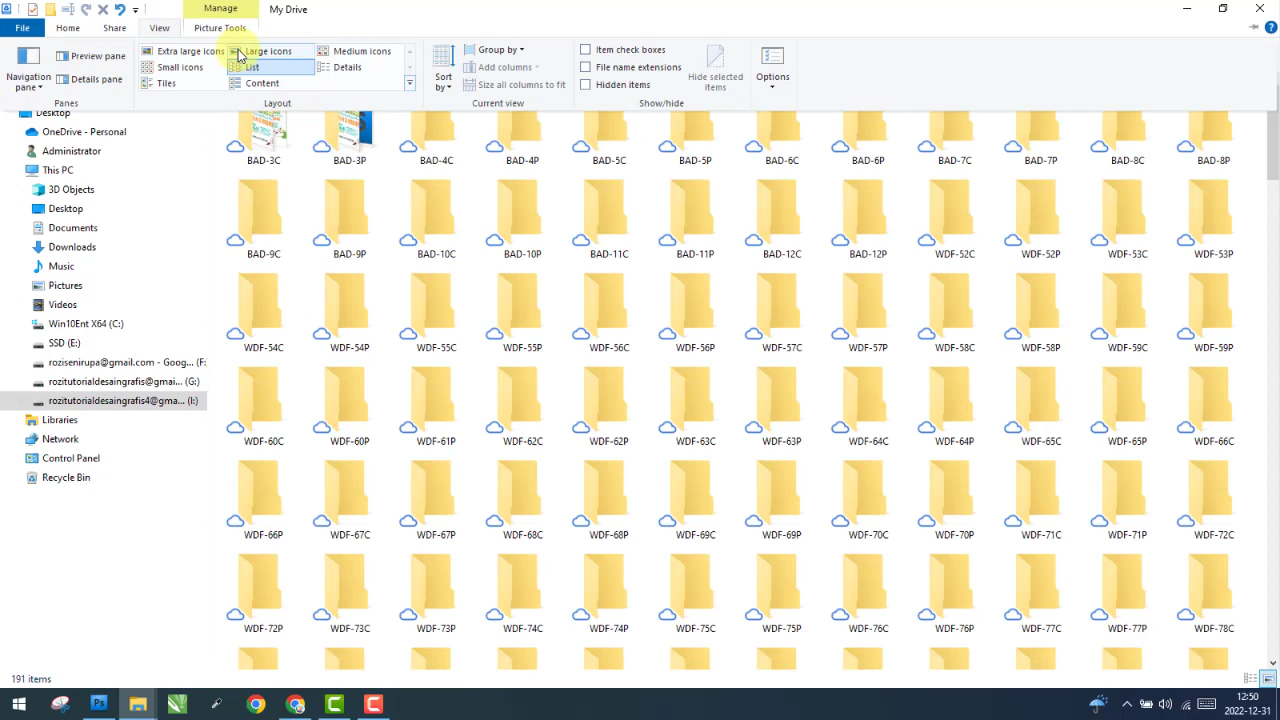 Manage
My Drive
File
Home
Share
View
Picture Tools
Navigation pane
Preview pane
Details pane
Panes
Extra large icons
Large icons
Medium icons
Small icons
List
Details
Tiles
Content
Layout
Sort by
Group by
Add columns
Size all columns to fit
Current view
Item check boxes
File name extensions
Hidden items
Hide selected items
Show/hide
Options
Desktop
OneDrive - Personal
Administrator
This PC
3D Objects
Desktop
Documents
Downloads
Music
Pictures
Videos
Win10Ent X64 (C:)
SSD (E:)
rozisenirupa@gmail.com - Goog... (F:
rozitutorialdesaingrafis@gmai... (G:)
rozitutorialdesaingrafis4@gma... (I:)
Libraries
Network
Control Panel
Recycle Bin
BAD-3C BAD-3P BAD-4C BAD-4P BAD-5C BAD-5P BAD-6C BAD-6P BAD-7C BAD-7P BAD-8C BAD-8P
BAD-9C BAD-9P BAD-10C BAD-10P BAD-11C BAD-11P BAD-12C BAD-12P WDF-52C WDF-52P WDF-53C WDF-53P
WDF-54C WDF-54P WDF-55C WDF-55P WDF-56C WDF-56P WDF-57C WDF-57P WDF-58C WDF-58P WDF-59C WDF-59P
WDF-60C WDF-60P WDF-61P WDF-62C WDF-62P WDF-63C WDF-63P WDF-64C WDF-64P WDF-65C WDF-65P WDF-66C
WDF-66P WDF-67C WDF-67P WDF-68C WDF-68P WDF-69C WDF-69P WDF-70C WDF-70P WDF-71C WDF-71P WDF-72C
WDF-72P WDF-73C WDF-73P WDF-74C WDF-74P WDF-75C WDF-75P WDF-76C WDF-76P WDF-77C WDF-77P WDF-78C
191 items
Ps
12:50
2022-12-31